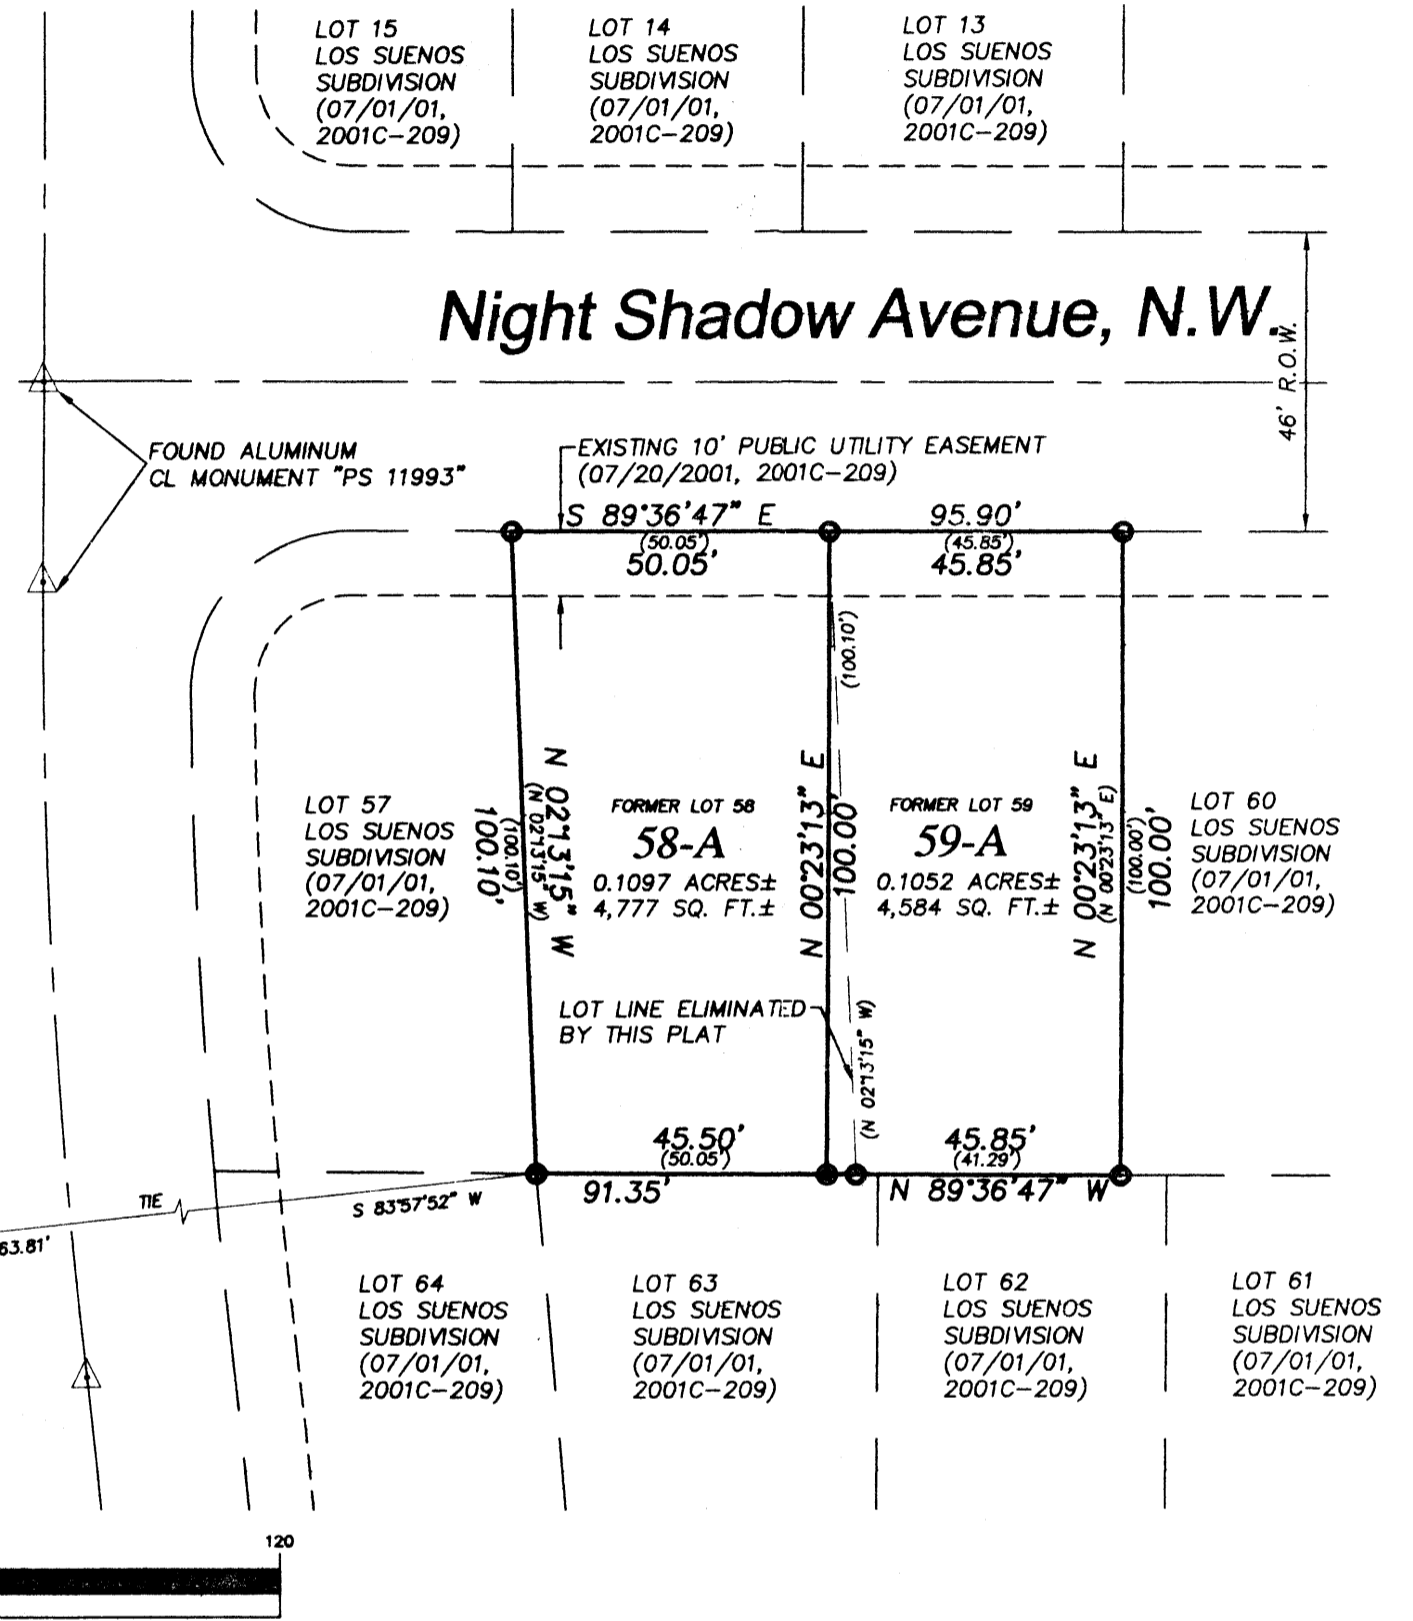 LOT 15
LOS SUENOS
SUBDIVISION
(07/01/01,
2001C-209)
LOT 14
LOS SUENOS
SUBDIVISION
(07/01/01,
2001C-209)
LOT 13
LOS SUENOS
SUBDIVISION
(07/01/01,
2001C-209)
Night Shadow Avenue, N.W.
46' R.O.W.
FOUND ALUMINUM
CL MONUMENT "PS 11993"
EXISTING 10' PUBLIC UTILITY EASEMENT
(07/20/2001, 2001C-209)
S 89°36'47" E
95.90'
(50.05')
50.05'
(45.85')
45.85'
(100.10')
LOT 57
LOS SUENOS
SUBDIVISION
(07/01/01,
2001C-209)
N 02°13'15" W
(N 02°13'15" W)
(100.10')
100.10'
FORMER LOT 58
58-A
0.1097 ACRES±
4,777 SQ. FT.±
N 00°23'13" E
100.00'
FORMER LOT 59
59-A
0.1052 ACRES±
4,584 SQ. FT.±
N 00°23'13" E
(N 00°23'13" E)
(100.00')
100.00'
LOT 60
LOS SUENOS
SUBDIVISION
(07/01/01,
2001C-209)
LOT LINE ELIMINATED
BY THIS PLAT
(N 02°13'15" W)
45.50'
(50.05')
91.35'
45.85'
(41.29')
N 89°36'47" W
TIE
S 83°57'52" W
63.81'
LOT 64
LOS SUENOS
SUBDIVISION
(07/01/01,
2001C-209)
LOT 63
LOS SUENOS
SUBDIVISION
(07/01/01,
2001C-209)
LOT 62
LOS SUENOS
SUBDIVISION
(07/01/01,
2001C-209)
LOT 61
LOS SUENOS
SUBDIVISION
(07/01/01,
2001C-209)
120